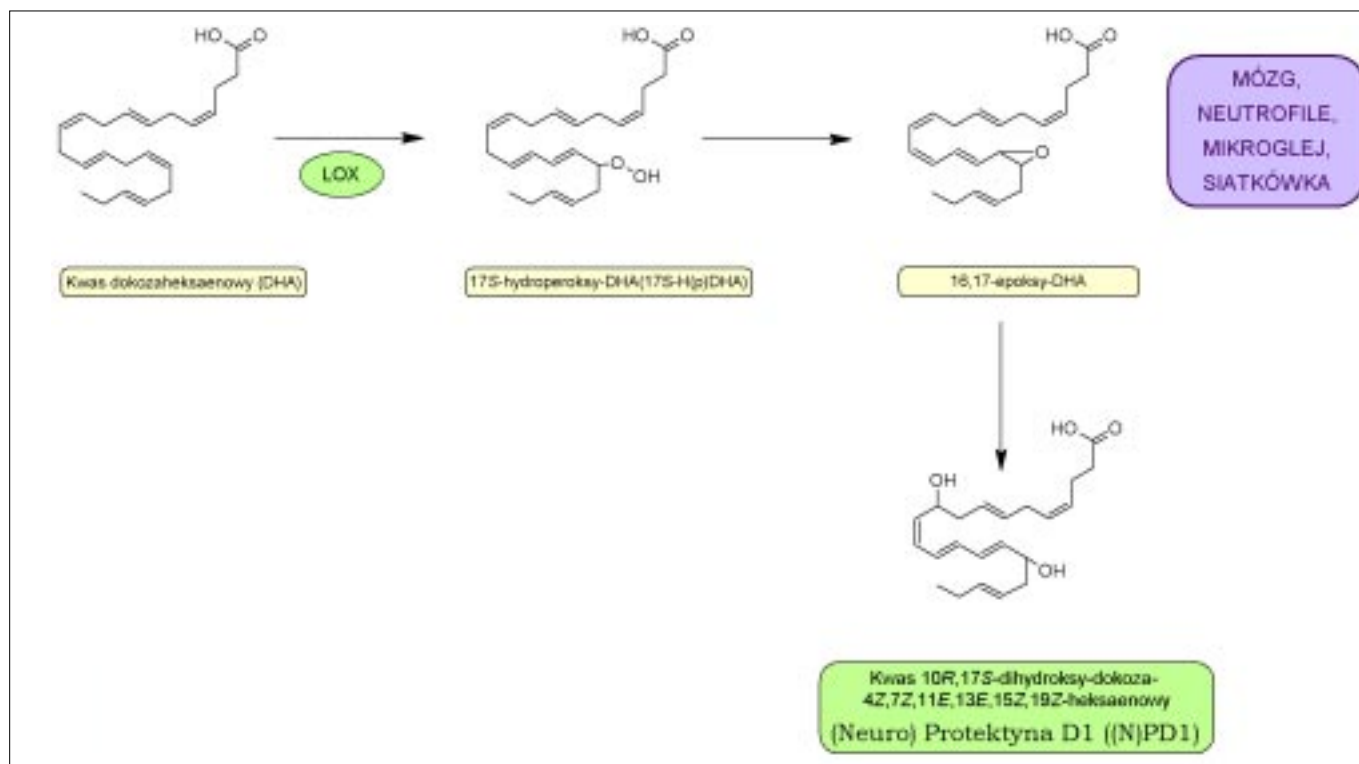 HO O
HO O
HO O
MÓZG,
NEUTROFILE,
MIKROGLEJ,
SIATKÓWKA
LOX
O
OH
O
Kwas dokozaheksaenowy (DHA)
17S-hydroperoksy-DHA(17S-H(p)DHA)
16,17-epoksy-DHA
HO O
OH
OH
Kwas 10R,17S-dihydroksy-dokoza-
4Z,7Z,11E,13E,15Z,19Z-heksaenowy
(Neuro) Protektyna D1 ((N)PD1)